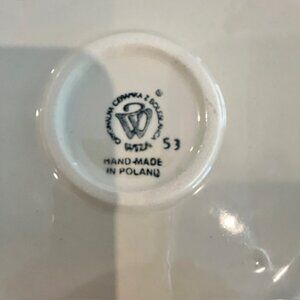 ORYGINALNA CERAMIKA Z BOLESŁAWCA
53
HAND-MADE
IN POLAND